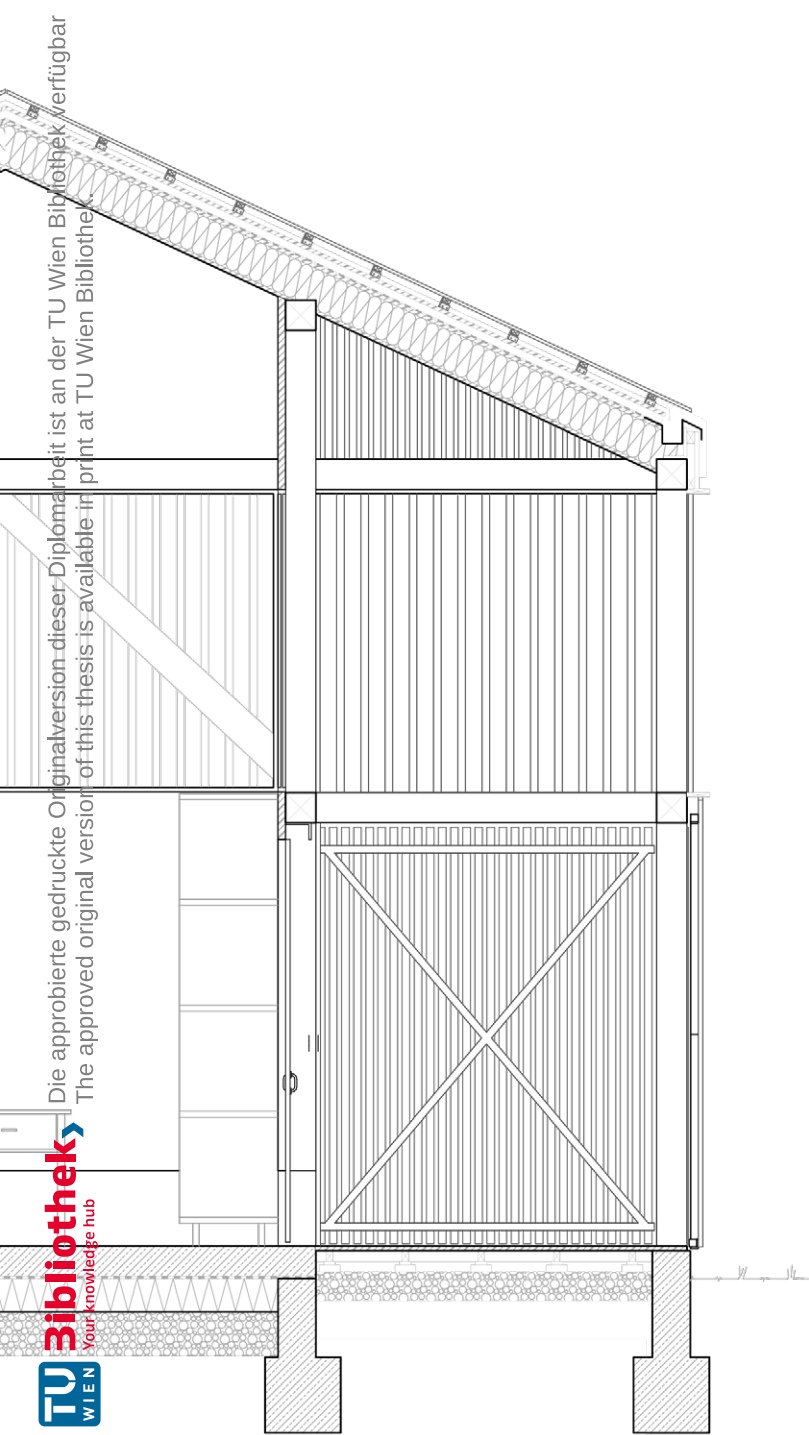 Die approbierte gedruckte Originalversion dieser Diplomarbeit ist an der TU Wien Bibliothek verfügbar
The approved original version of this thesis is available in print at TU Wien Bibliothek.
Bibliothek
Your knowledge hub
TU
WIEN